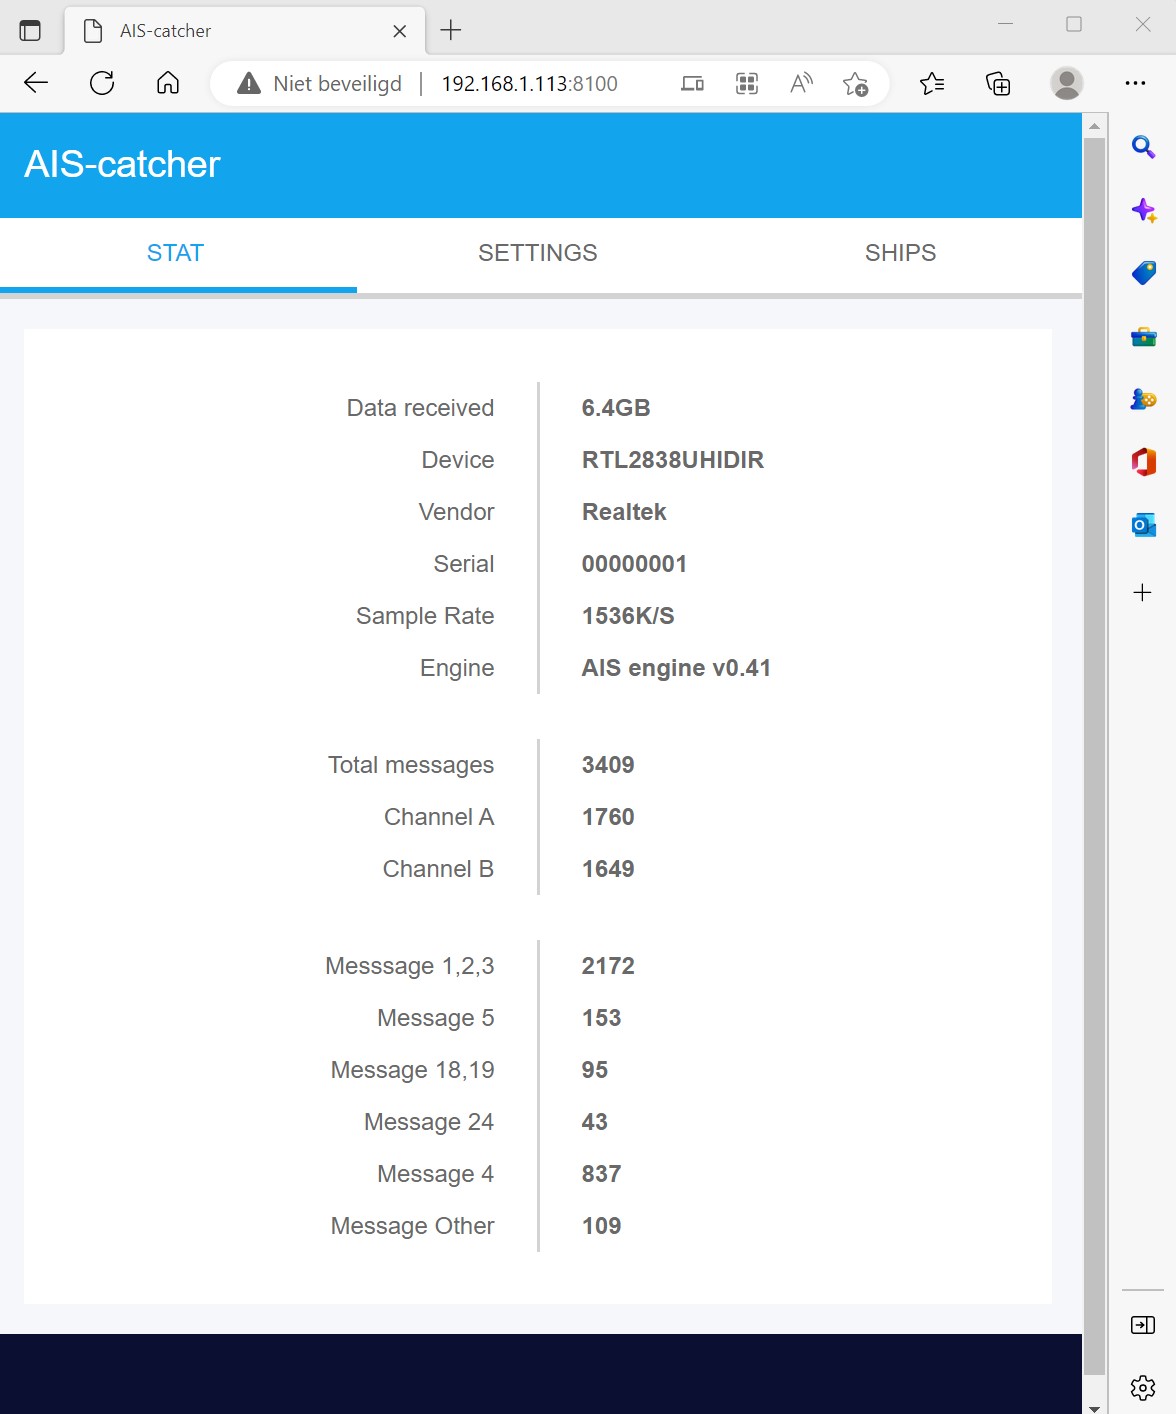 AIS-catcher
Niet beveiligd | 192.168.1.113:8100
AIS-catcher
STAT SETTINGS SHIPS
Data received 6.4GB
Device RTL2838UHIDIR
Vendor Realtek
Serial 00000001
Sample Rate 1536K/S
Engine AIS engine v0.41
Total messages 3409
Channel A 1760
Channel B 1649
Messsage 1,2,3 2172
Message 5 153
Message 18,19 95
Message 24 43
Message 4 837
Message Other 109